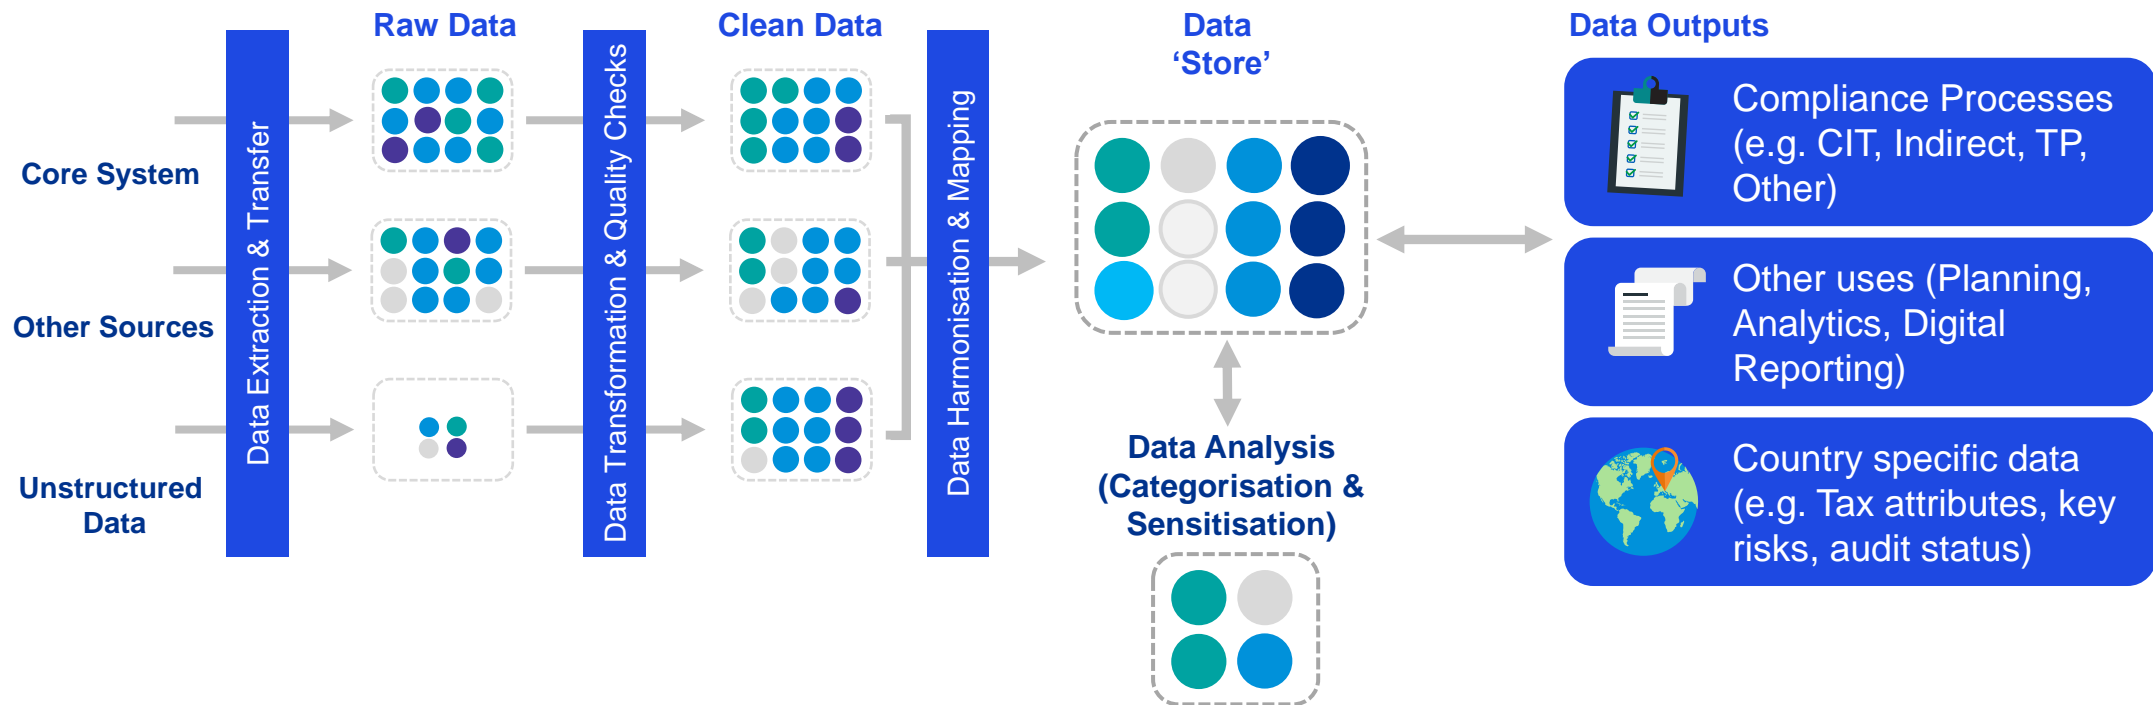 Raw Data
Clean Data
Data
‘Store’
Data Outputs
Core System
Other Sources
Unstructured
Data
Data Extraction & Transfer
Data Transformation & Quality Checks
Data Harmonisation & Mapping
Data Analysis
(Categorisation &
Sensitisation)
Compliance Processes
(e.g. CIT, Indirect, TP,
Other)
Other uses (Planning,
Analytics, Digital
Reporting)
Country specific data
(e.g. Tax attributes, key
risks, audit status)